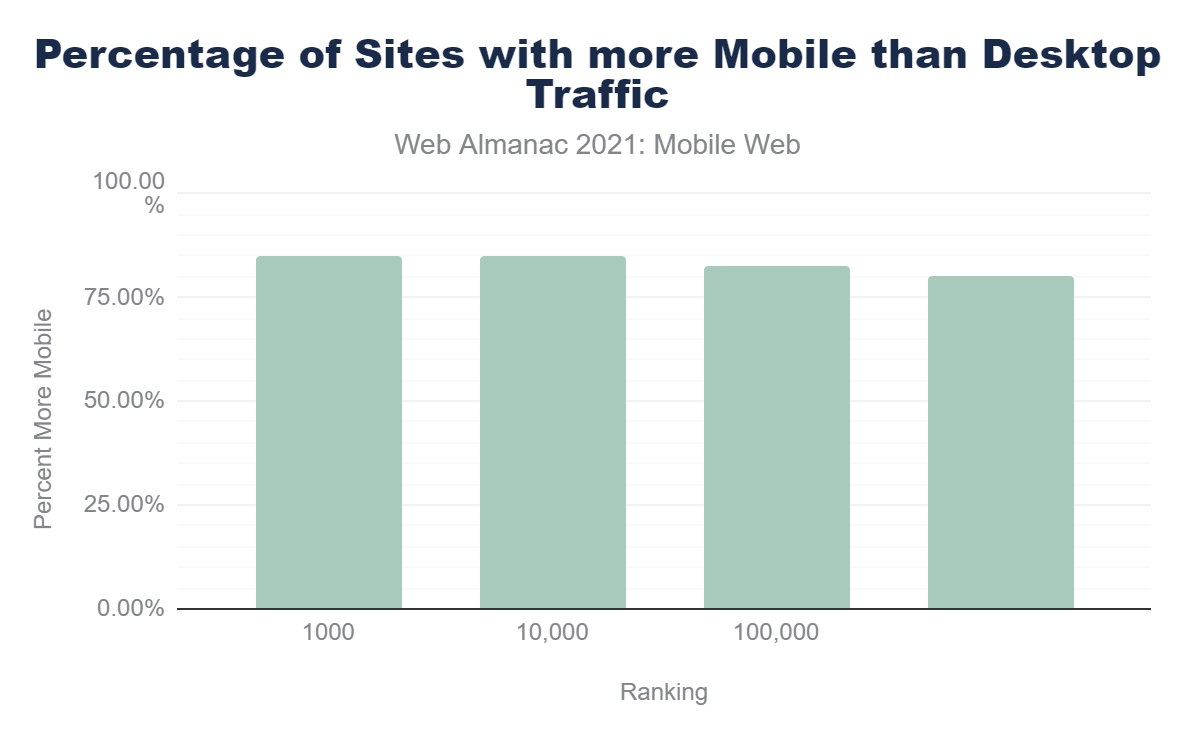 Percentage of Sites with more Mobile than Desktop
Traffic
Web Almanac 2021: Mobile Web
100.00
%
75.00%
50.00%
25.00%
0.00%
Percent More Mobile
1000
10,000
100,000
Ranking